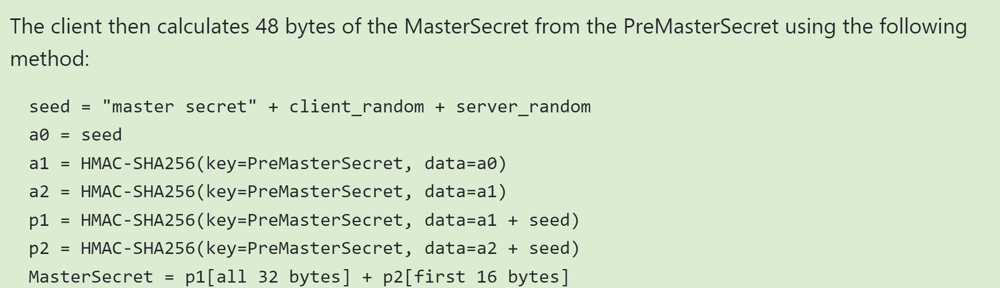 The client then calculates 48 bytes of the MasterSecret from the PreMasterSecret using the following
method:
seed = "master secret" + client_random + server_random
a0 = seed
a1 = HMAC-SHA256(key=PreMasterSecret, data=a0)
a2 = HMAC-SHA256(key=PreMasterSecret, data=a1)
p1 = HMAC-SHA256(key=PreMasterSecret, data=a1 + seed)
p2 = HMAC-SHA256(key=PreMasterSecret, data=a2 + seed)
MasterSecret = p1[all 32 bytes] + p2[first 16 bytes]